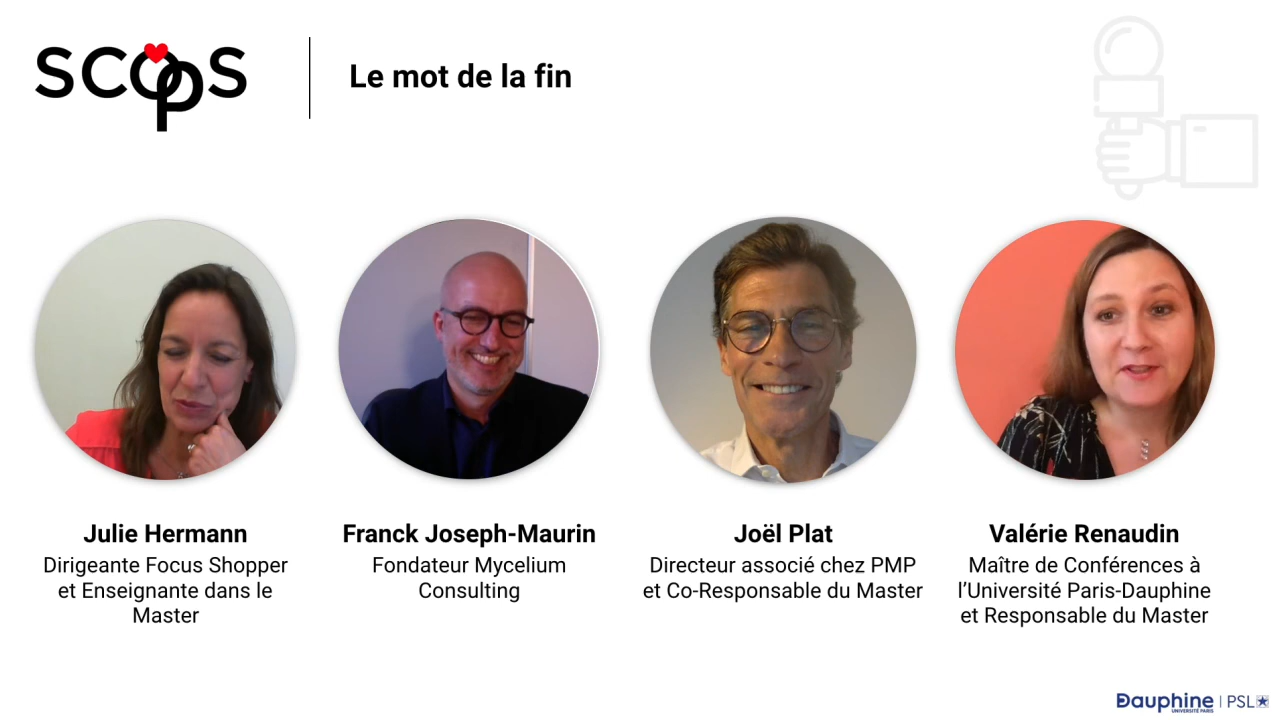 SCOPS
Le mot de la fin
Julie Hermann
Dirigeante Focus Shopper
et Enseignante dans le
Master
Franck Joseph-Maurin
Fondateur Mycelium
Consulting
Joël Plat
Directeur associé chez PMP
et Co-Responsable du Master
Valérie Renaudin
Maître de Conférences à
l’Université Paris-Dauphine
et Responsable du Master
Dauphine | PSL
UNIVERSITÉ PARIS